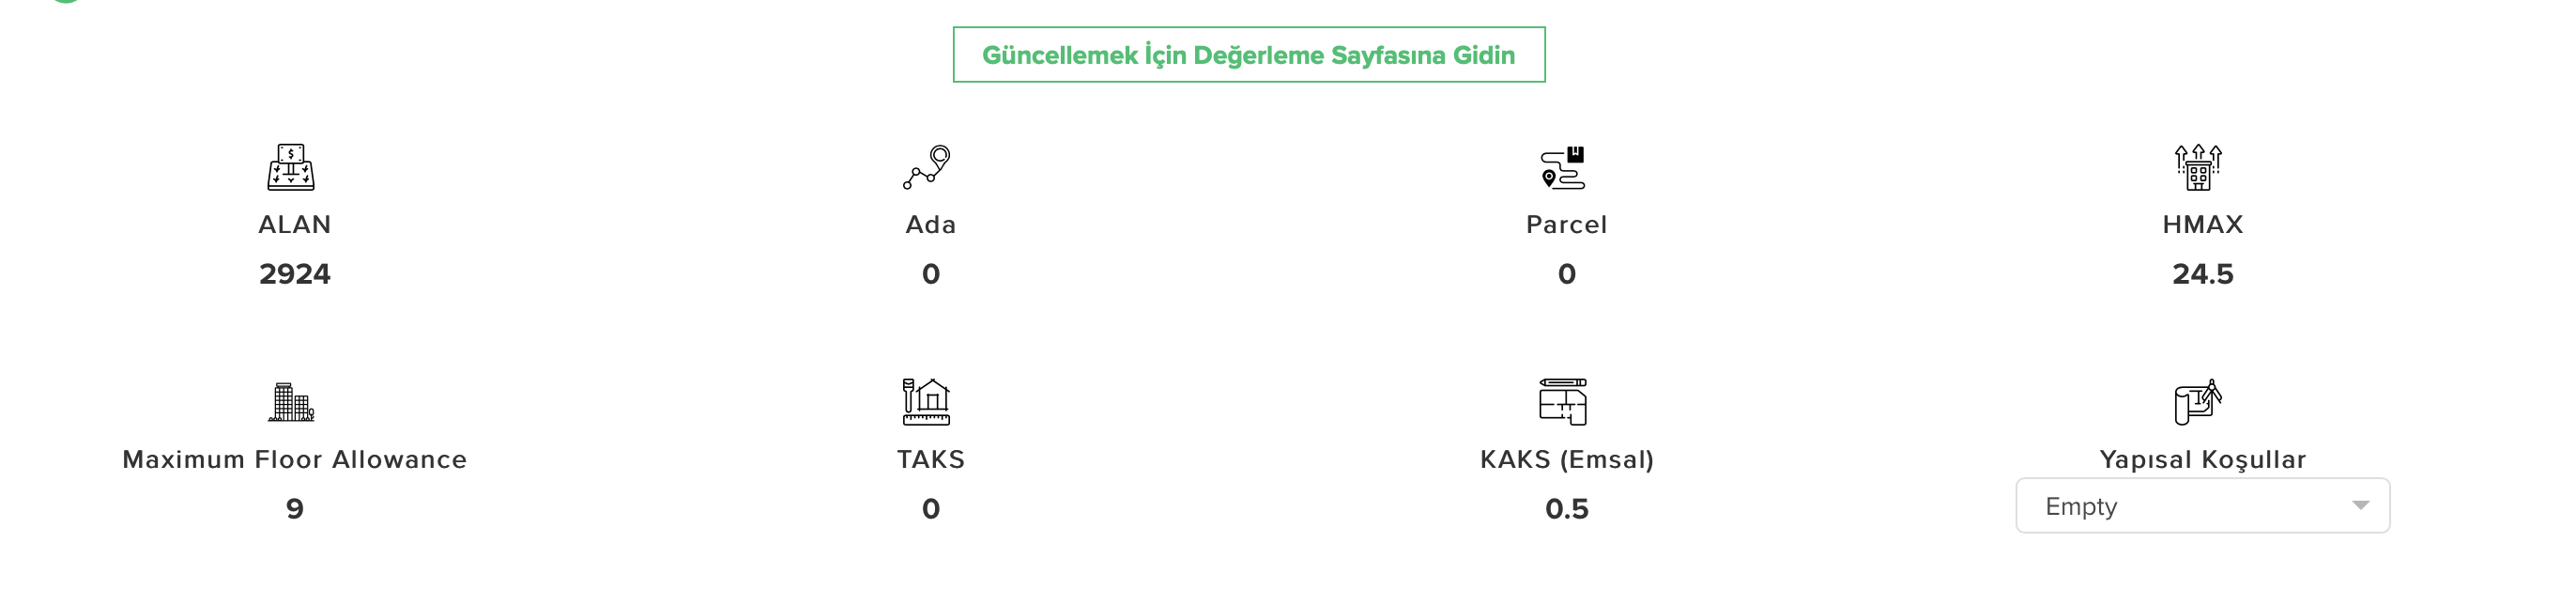 Güncellemek İçin Değerleme Sayfasına Gidin
$
ALAN
2924
Ada
0
Parcel
0
HMAX
24.5
Maximum Floor Allowance
9
TAKS
0
KAKS (Emsal)
0.5
Yapısal Koşullar
Empty